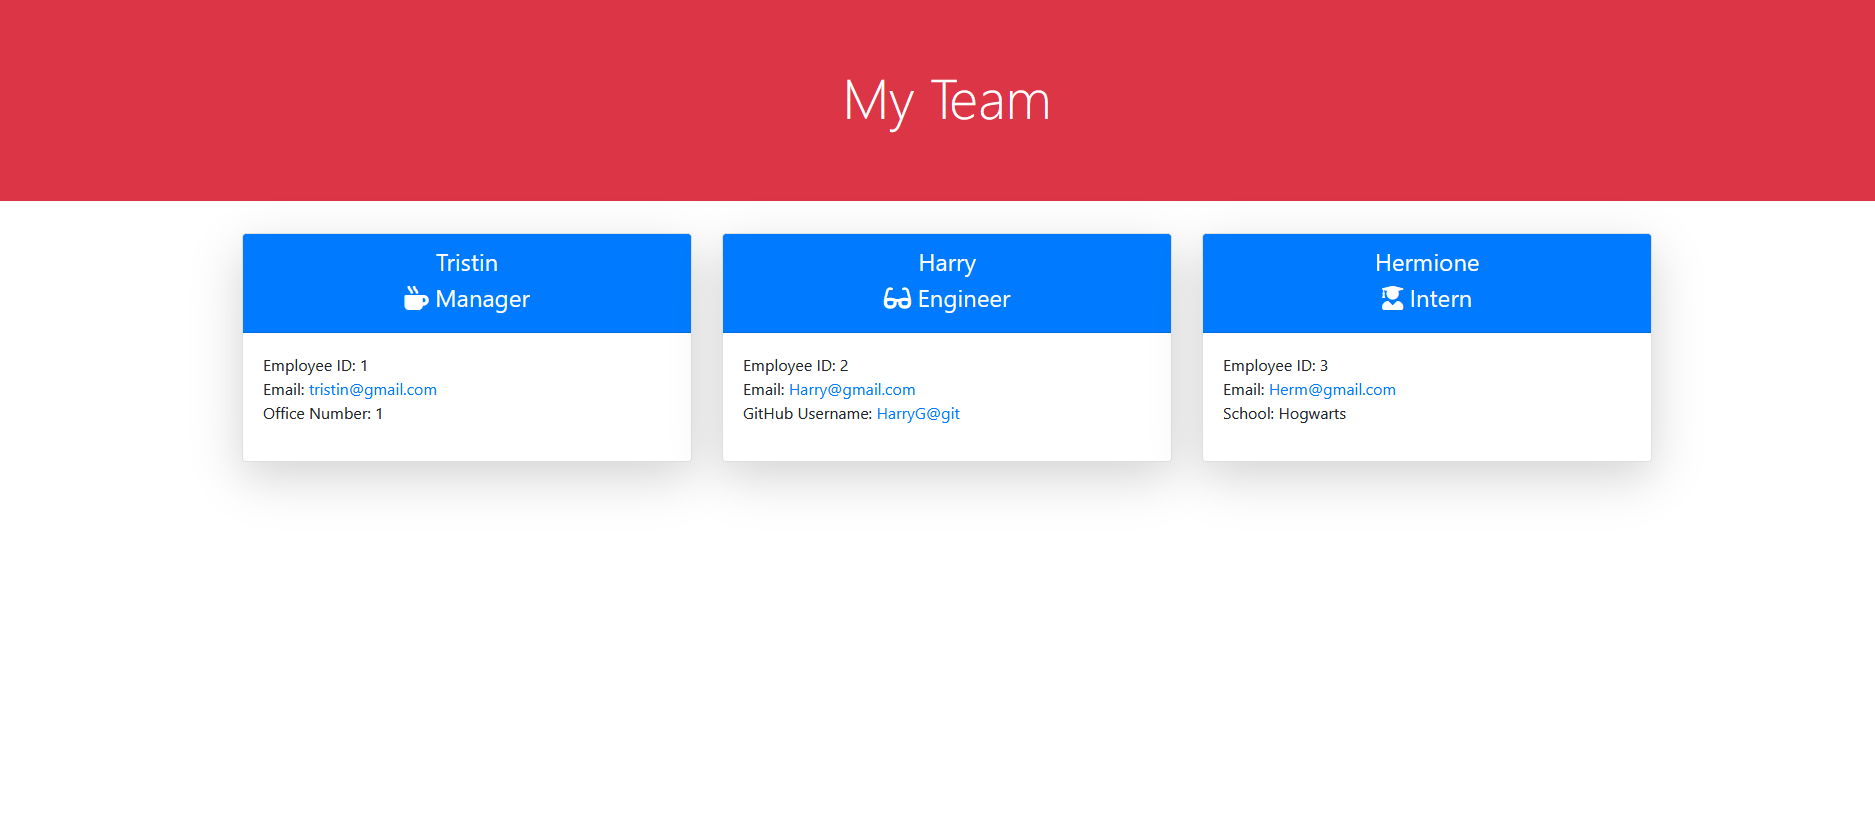 My Team
Tristin
Manager
Employee ID: 1
Email: tristin@gmail.com
Office Number: 1
Harry
Engineer
Employee ID: 2
Email: Harry@gmail.com
GitHub Username: HarryG@git
Hermione
Intern
Employee ID: 3
Email: Herm@gmail.com
School: Hogwarts